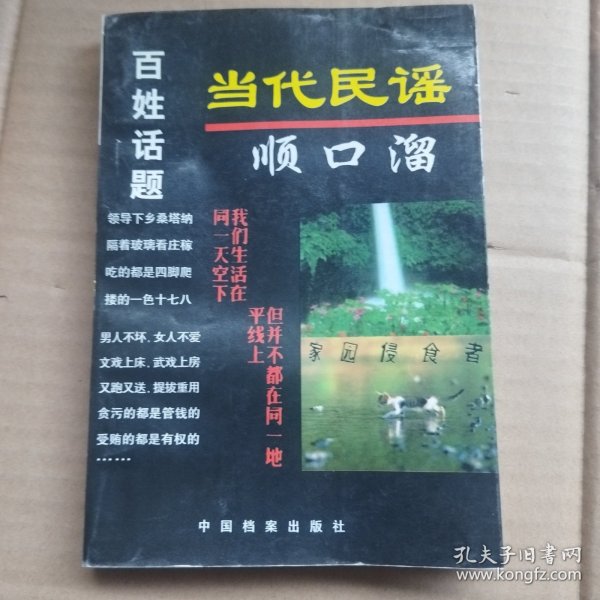 百姓话题
当代民谣
顺口溜
领导下乡桑塔纳
隔着玻璃看庄稼
吃的都是四脚爬
搂的一色十七八
男人不坏，女人不爱
文戏上床，武戏上房
又跑又送，提拔重用
贪污的都是管钱的
受贿的都是有权的
……
我们生活在
同一天空下
但并不都在同一地
平线上
家园侵食者
中国档案出版社
孔夫子旧书网
www.kongfz.com